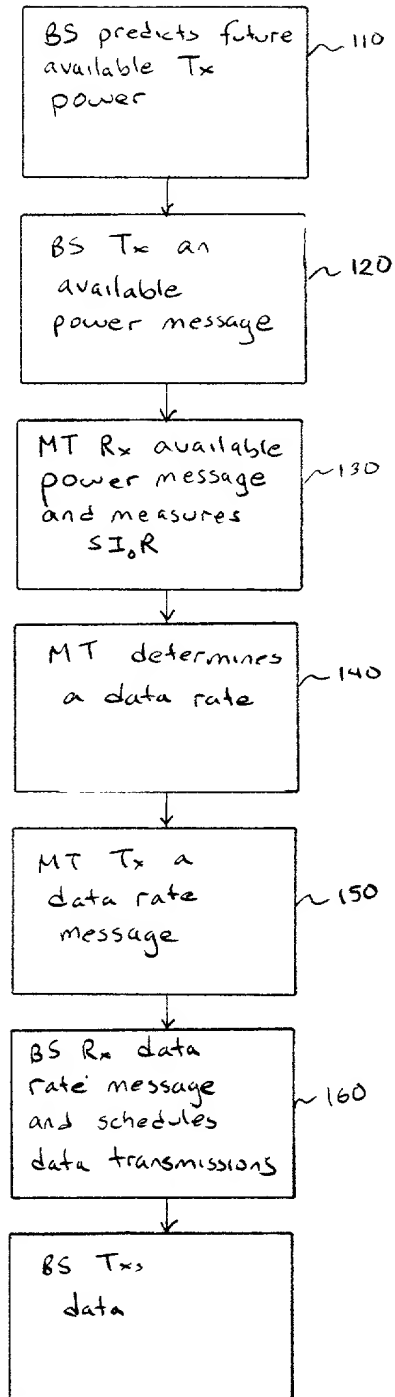 BS predicts future
available Tx
power
110
BS Tx an
available
power message
120
MT Rx available
power message
and measures
SI₀R
130
MT determines
a data rate
140
MT Tx a
data rate
message
150
BS Rx data
rate message
and schedules
data transmissions
160
BS Txs
data